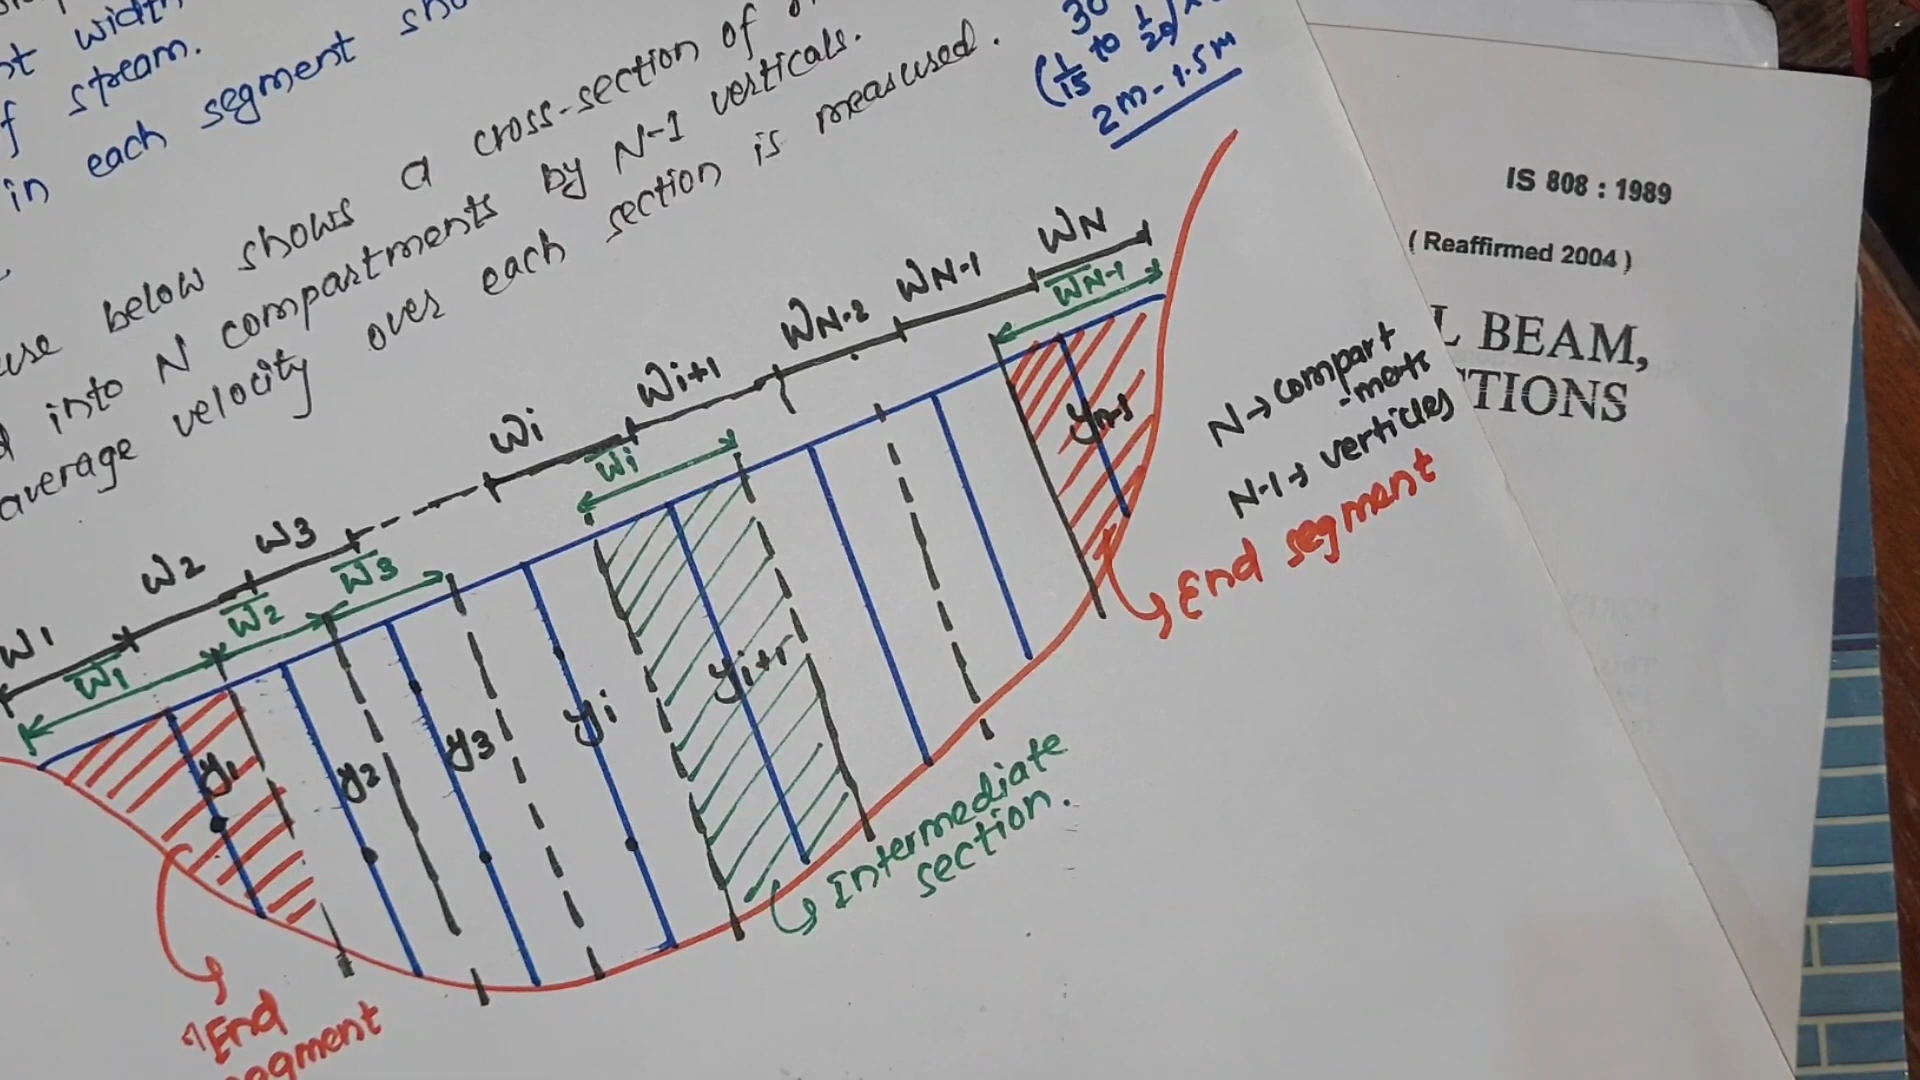 width
stream.
in each segment
below shows a cross-section of
into N compartments by N-1 verticals.
average velocity over each section is measured.
30
(1/15 to 1/20)
2m-1.5m
W1
W2
W3
Wi
Wi+1
WN-2
WN-1
WN
W̅1
W̅2
W̅3
W̅i
W̅N-1
y1
y2
y3
yi
yi+1
yn-1
N→compart
-ments
N-1→ verticles
End segment
Intermediate
section.
End
IS 808 : 1989
( Reaffirmed 2004 )
BEAM,